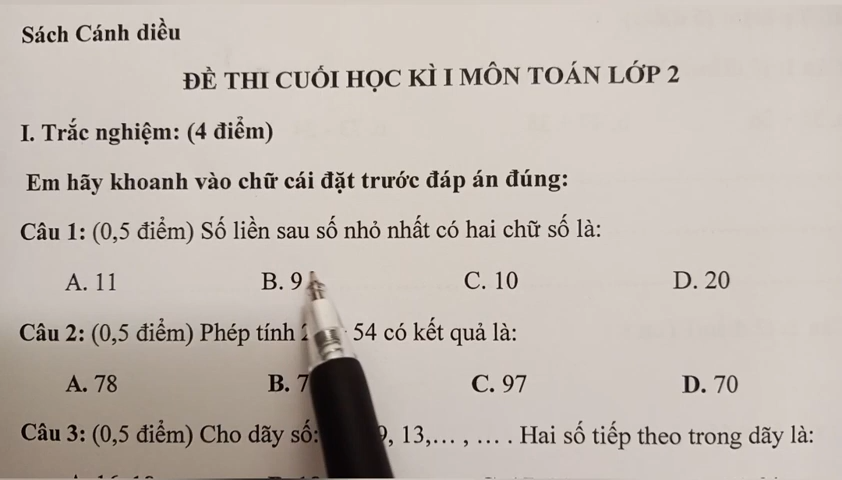 Sách Cánh diều
ĐỀ THI CUỐI HỌC KÌ I MÔN TOÁN LỚP 2
I. Trắc nghiệm: (4 điểm)
Em hãy khoanh vào chữ cái đặt trước đáp án đúng:
Câu 1: (0,5 điểm) Số liền sau số nhỏ nhất có hai chữ số là:
A. 11 B. 9 C. 10 D. 20
Câu 2: (0,5 điểm) Phép tính 54 có kết quả là:
A. 78 B. C. 97 D. 70
Câu 3: (0,5 điểm) Cho dãy số: 9, 13,… , … . Hai số tiếp theo trong dãy là: